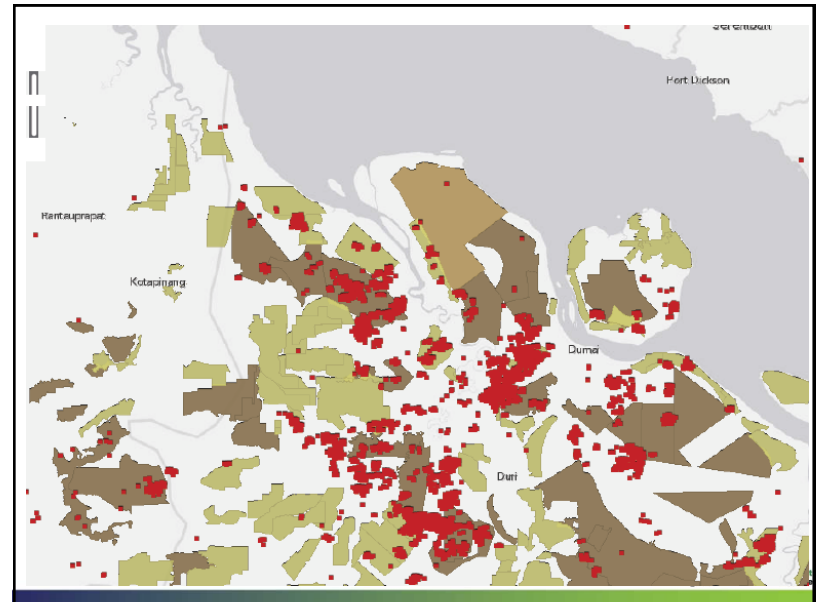 Port Dickson
Rantauprapat
Kotapinang
Dumai
Duri